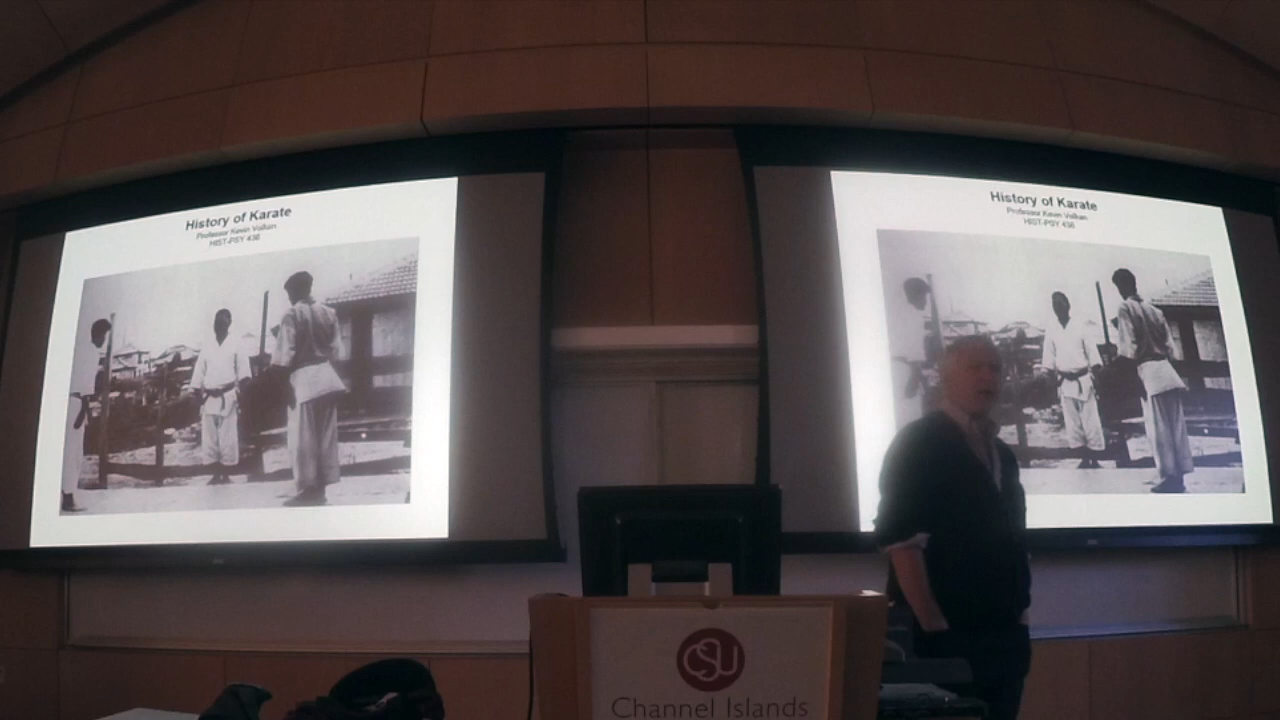 History of Karate
Professor Kevin Volkan
HIST-PSY 436
History of Karate
Professor Kevin Volkan
HIST-PSY 436
CSU
Channel Islands